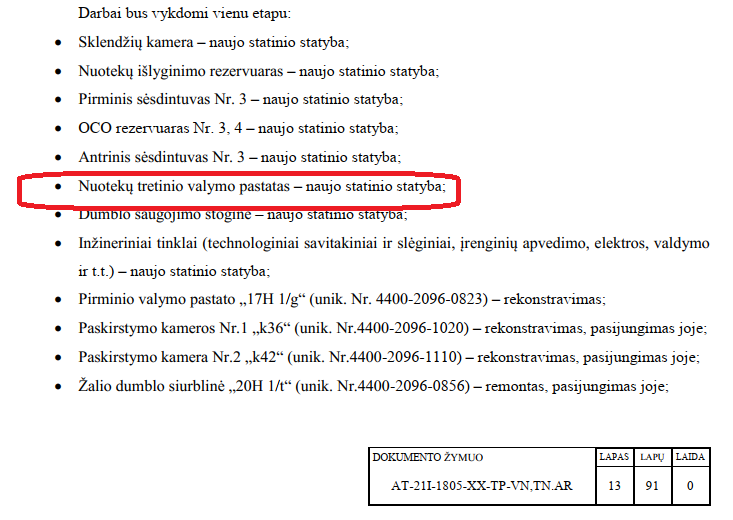 Darbai bus vykdomi vienu etapu:
• Sklendžių kamera – naujo statinio statyba;
• Nuotekų išlyginimo rezervuaras – naujo statinio statyba;
• Pirminis sėsdintuvas Nr. 3 – naujo statinio statyba;
• OCO rezervuaras Nr. 3, 4 – naujo statinio statyba;
• Antrinis sėsdintuvas Nr. 3 – naujo statinio statyba;
• Nuotekų tretinio valymo pastatas – naujo statinio statyba;
• Dumblo saugojimo stoginė – naujo statinio statyba;
• Inžineriniai tinklai (technologiniai savitakiniai ir slėginiai, įrenginių apvedimo, elektros, valdymo
ir t.t.) – naujo statinio statyba;
• Pirminio valymo pastato „17H 1/g“ (unik. Nr. 4400-2096-0823) – rekonstravimas;
• Paskirstymo kameros Nr.1 „k36“ (unik. Nr.4400-2096-1020) – rekonstravimas, pasijungimas joje;
• Paskirstymo kamera Nr.2 „k42“ (unik. Nr.4400-2096-1110) – rekonstravimas, pasijungimas joje;
• Žalio dumblo siurblinė „20H 1/t“ (unik. Nr.4400-2096-0856) – remontas, pasijungimas joje;
DOKUMENTO ŽYMUO LAPAS LAPŲ LAIDA
AT-21I-1805-XX-TP-VN,TN.AR 13 91 0